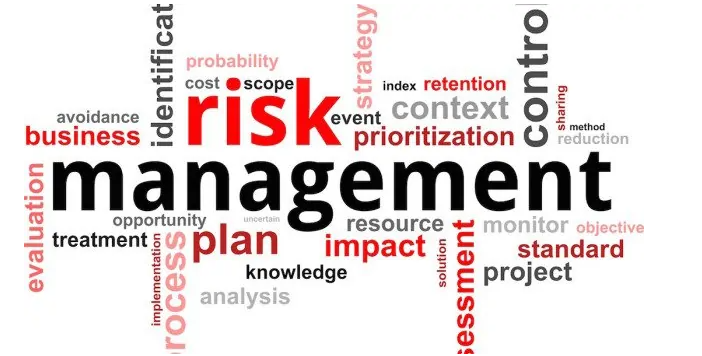 identificat
strategy
contro
probability
cost
scope
risk
index
retention
event
context
sharing
method
avoidance
business
prioritization
reduction
management
evaluation
opportunity
uncertain
resource
monitor
objective
treatment
plan
impact
standard
implementation
rocess
knowledge
solution
sessment
project
analysis